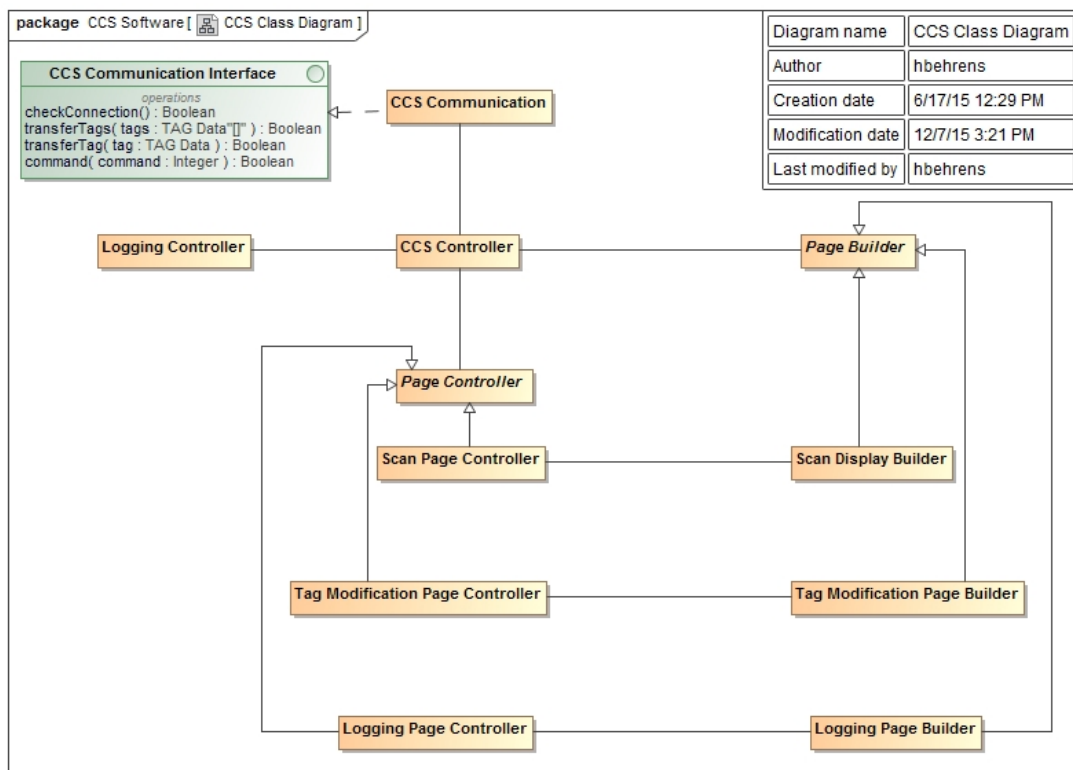 package CCS Software [ CCS Class Diagram ]
Diagram name CCS Class Diagram
Author hbehrens
Creation date 6/17/15 12:29 PM
Modification date 12/7/15 3:21 PM
Last modified by hbehrens
CCS Communication Interface
operations
checkConnection() : Boolean
transferTags( tags : TAG Data"[]" ) : Boolean
transferTag( tag : TAG Data ) : Boolean
command( command : Integer ) : Boolean
CCS Communication
Logging Controller
CCS Controller
Page Builder
Page Controller
Scan Page Controller
Scan Display Builder
Tag Modification Page Controller
Tag Modification Page Builder
Logging Page Controller
Logging Page Builder